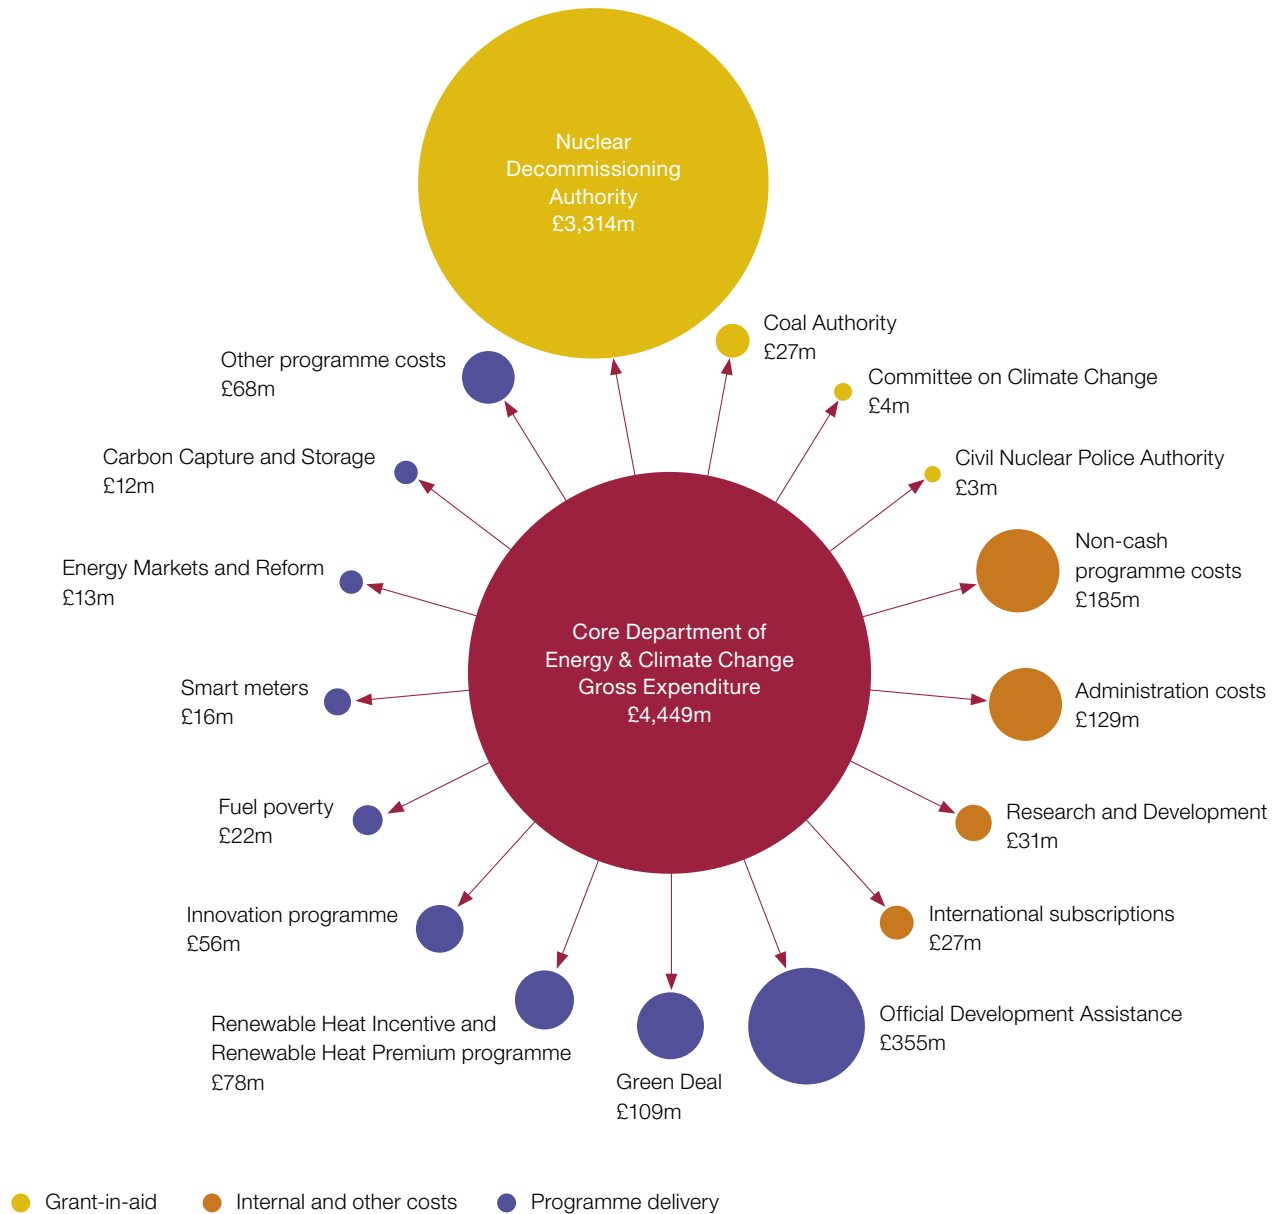 Nuclear
Decommissioning
Authority
£3,314m
Coal Authority
£27m
Committee on Climate Change
£4m
Civil Nuclear Police Authority
£3m
Non-cash
programme costs
£185m
Administration costs
£129m
Research and Development
£31m
International subscriptions
£27m
Official Development Assistance
£355m
Green Deal
£109m
Renewable Heat Incentive and
Renewable Heat Premium programme
£78m
Innovation programme
£56m
Fuel poverty
£22m
Smart meters
£16m
Energy Markets and Reform
£13m
Carbon Capture and Storage
£12m
Other programme costs
£68m
Core Department of
Energy & Climate Change
Gross Expenditure
£4,449m
Grant-in-aid
Internal and other costs
Programme delivery